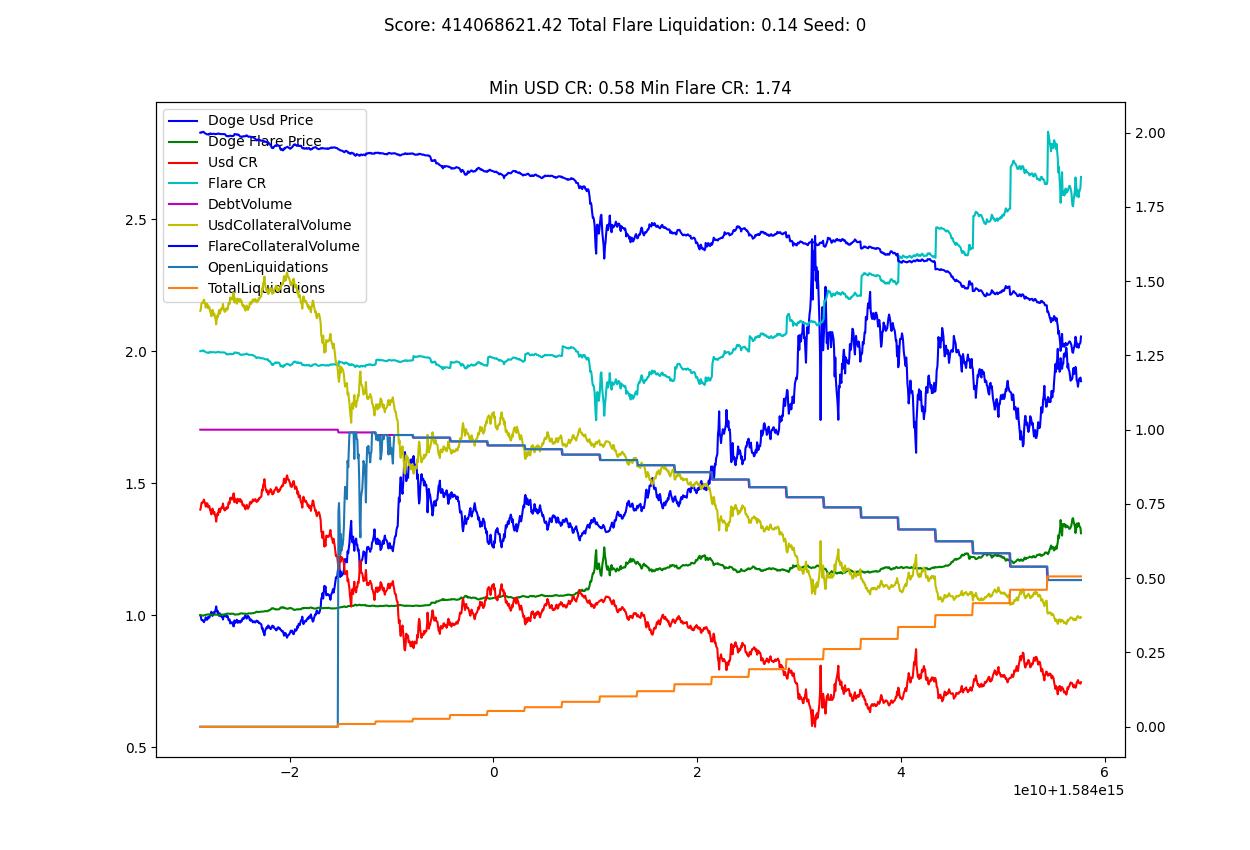 Score: 414068621.42 Total Flare Liquidation: 0.14 Seed: 0
Min USD CR: 0.58 Min Flare CR: 1.74
Doge Usd Price
Doge Flare Price
Usd CR
Flare CR
DebtVolume
UsdCollateralVolume
FlareCollateralVolume
OpenLiquidations
TotalLiquidations
2.5
2.0
1.5
1.0
0.5
2.00
1.75
1.50
1.25
1.00
0.75
0.50
0.25
0.00
−2
0
2
4
6
1e10+1.584e15